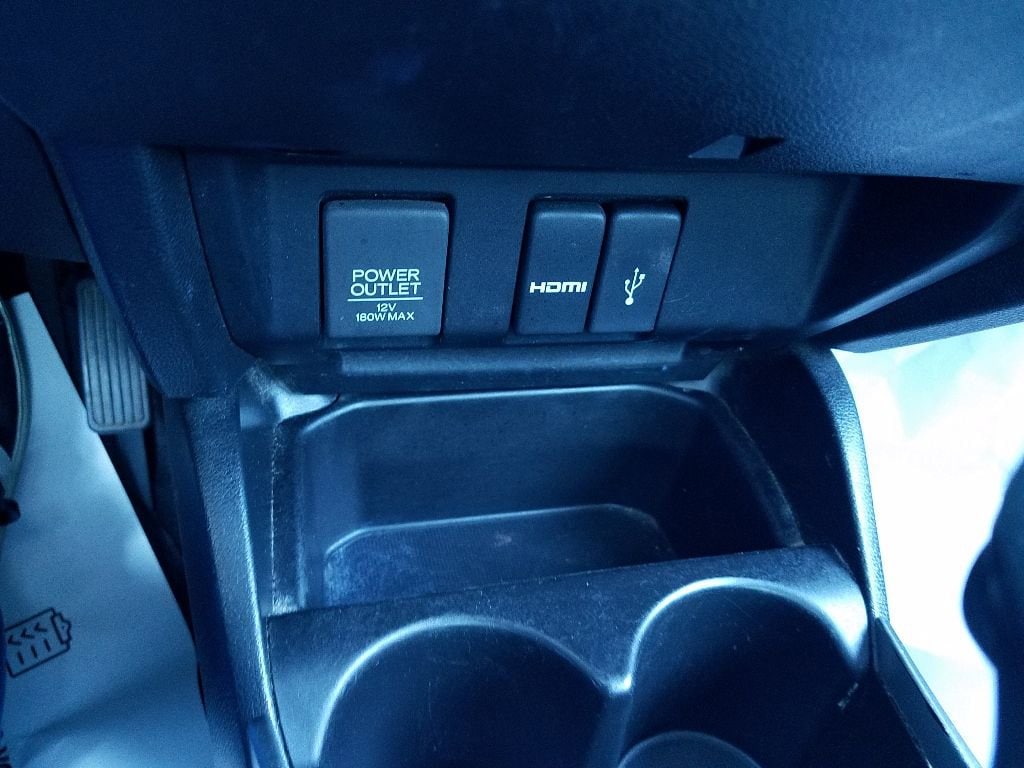 POWER
OUTLET
12V
180W MAX
HDMI